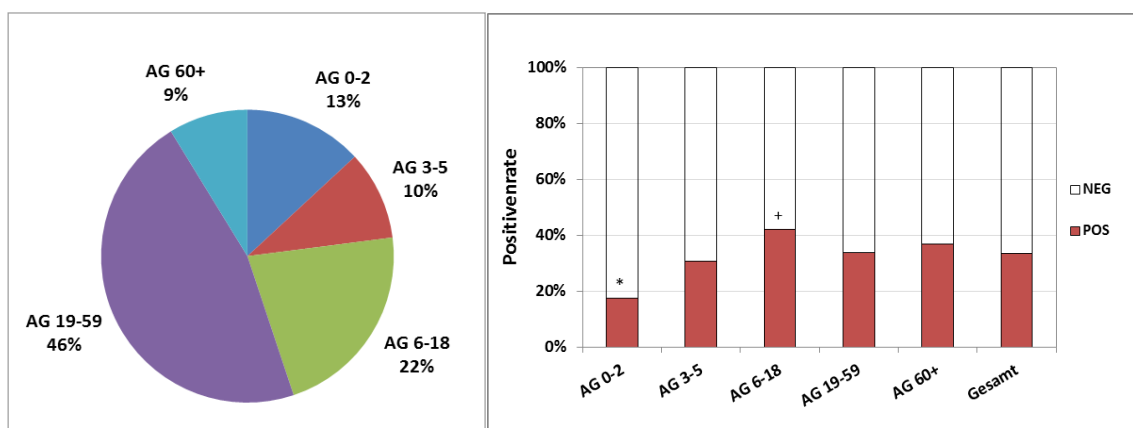 AG 60+
9%
AG 0-2
13%
AG 3-5
10%
AG 6-18
22%
AG 19-59
46%
Positivenrate
100%
80%
60%
40%
20%
0%
*
+
AG 0-2
AG 3-5
AG 6-18
AG 19-59
AG 60+
Gesamt
NEG
POS